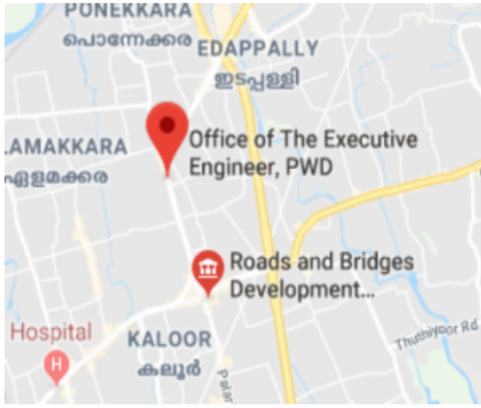 PONEKKARA
പൊന്നേക്കര
EDAPPALLY
ഇടപ്പള്ളി
Office of The Executive
Engineer, PWD
LAMAKKARA
എളമക്കര
Roads and Bridges
Development...
Hospital
H
KALOOR
കലൂർ
Thuthiyoor Rd
Palar